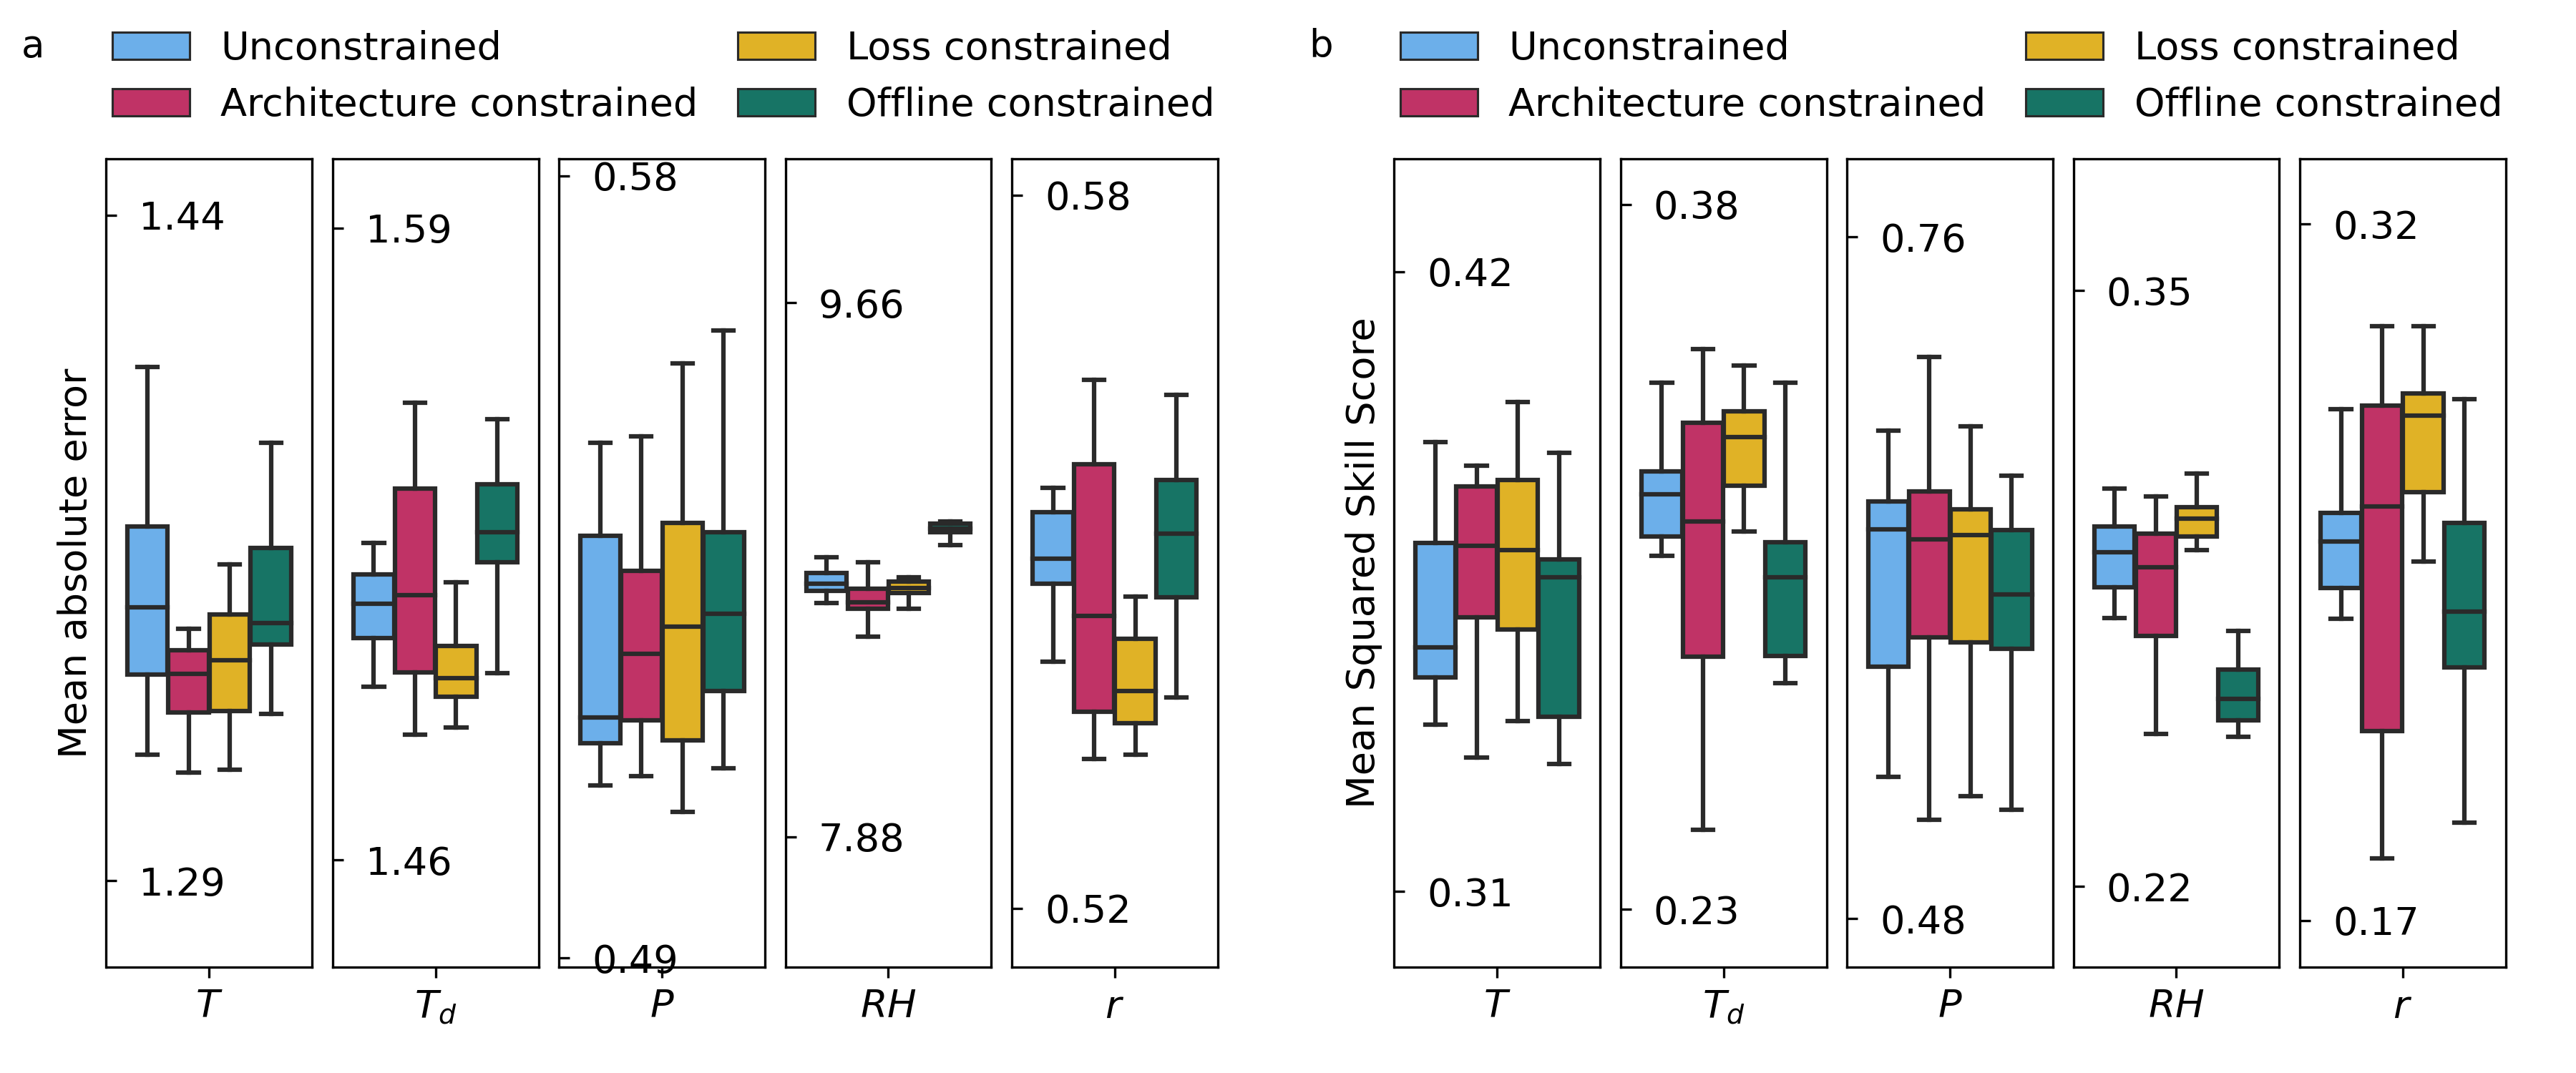 a
Unconstrained
Loss constrained
Architecture constrained
Offline constrained
Mean absolute error
1.44
1.29
T
1.59
1.46
T_d
0.58
0.49
P
9.66
7.88
RH
0.58
0.52
r
b
Unconstrained
Loss constrained
Architecture constrained
Offline constrained
Mean Squared Skill Score
0.42
0.31
T
0.38
0.23
T_d
0.76
0.48
P
0.35
0.22
RH
0.32
0.17
r